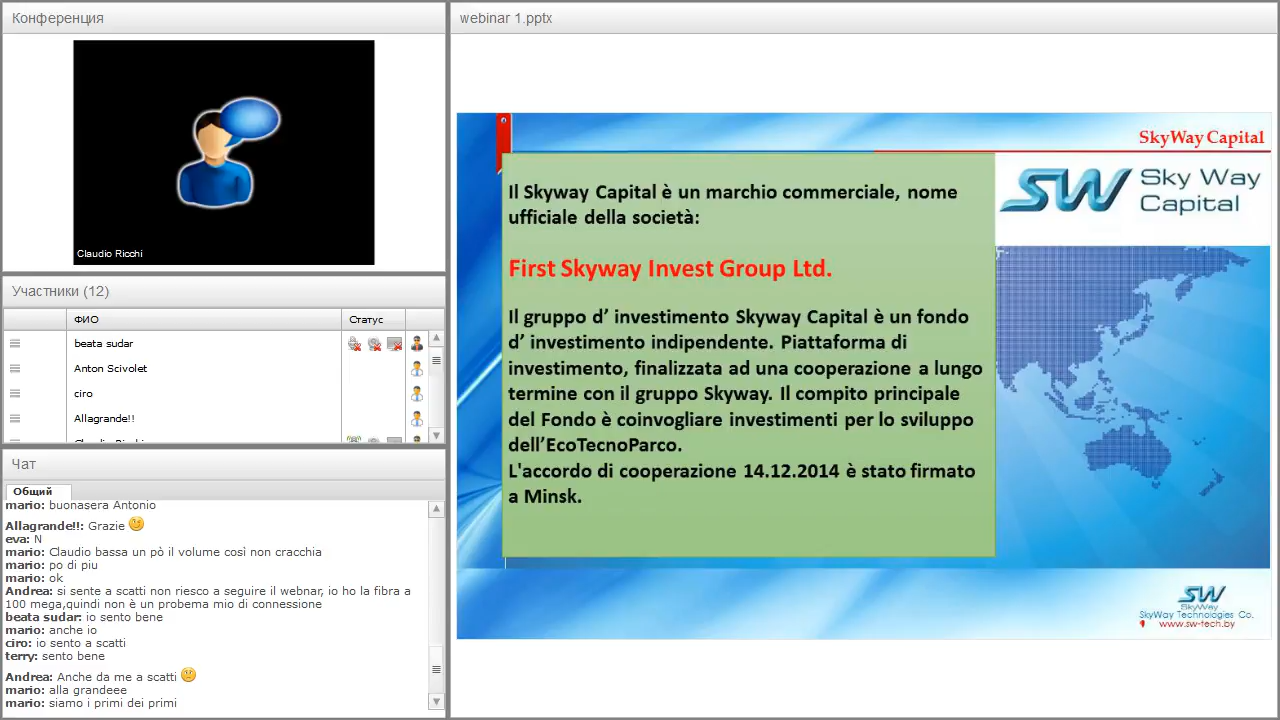 Конференция
Claudio Ricchi
Участники (12)
ФИО
Статус
beata sudar
Anton Scivolet
ciro
Allagrande!!
Чат
Общий
mario: buonasera Antonio
Allagrande!!: Grazie
eva: N
mario: Claudio bassa un pò il volume così non cracchia
mario: po di piu
mario: ok
Andrea: si sente a scatti non riesco a seguire il webnar, io ho la fibra a
100 mega,quindi non è un probema mio di connessione
beata sudar: io sento bene
mario: anche io
ciro: io sento a scatti
terry: sento bene
Andrea: Anche da me a scatti
mario: alla grandeee
mario: siamo i primi dei primi
webinar 1.pptx
SkyWay Capital
SW Sky Way
Capital
Il Skyway Capital è un marchio commerciale, nome
ufficiale della società:
First Skyway Invest Group Ltd.
Il gruppo d’ investimento Skyway Capital è un fondo
d’ investimento indipendente. Piattaforma di
investimento, finalizzata ad una cooperazione a lungo
termine con il gruppo Skyway. Il compito principale
del Fondo è coinvogliare investimenti per lo sviluppo
dell’EcoTecnoParco.
L'accordo di cooperazione 14.12.2014 è stato firmato
a Minsk.
SW
SkyWay
SkyWay Technologies Co.
www.sw-tech.by